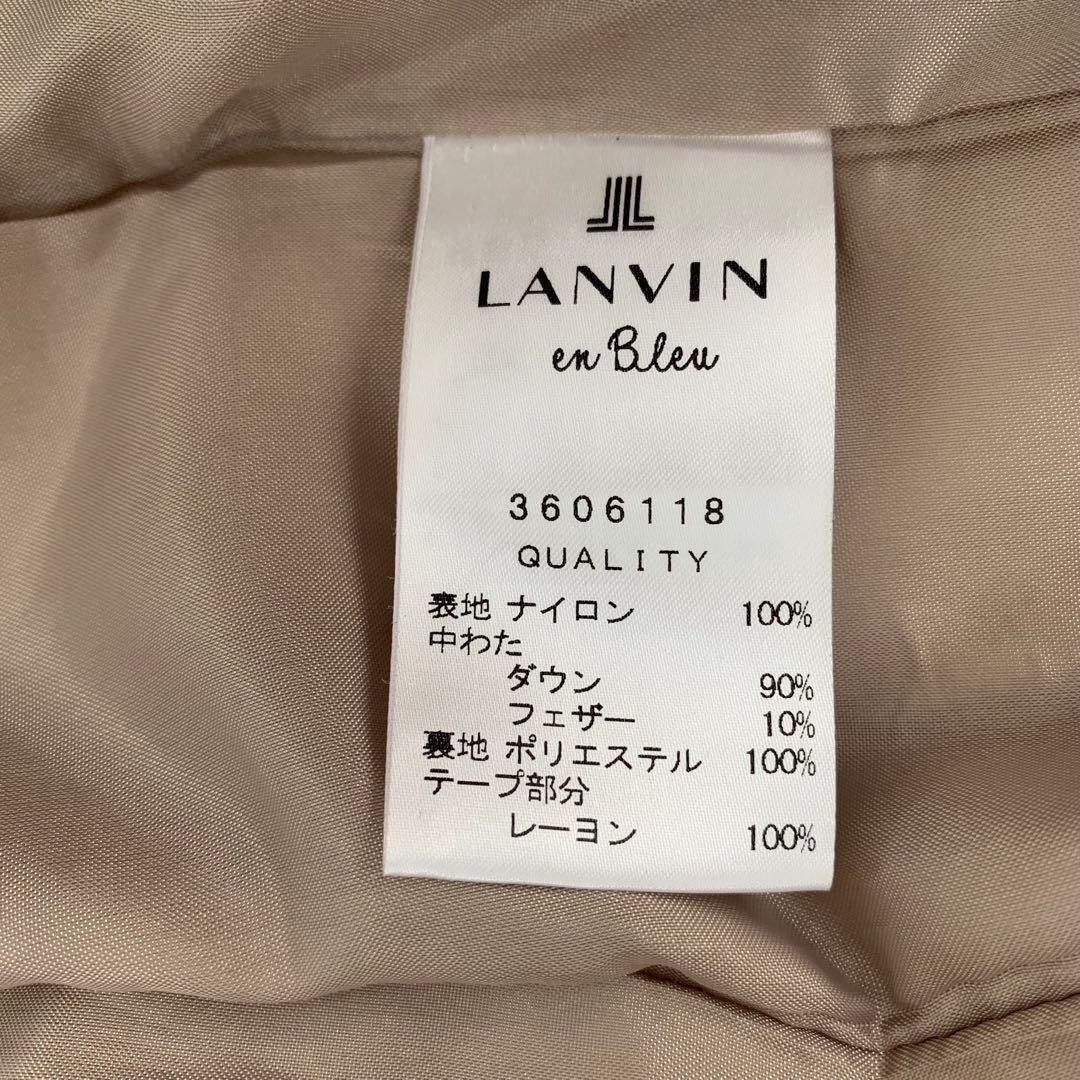 LANVIN
en Bleu
3606118
QUALITY
表地 ナイロン 100%
中わた
ダウン 90%
フェザー 10%
裏地 ポリエステル 100%
テープ部分
レーヨン 100%